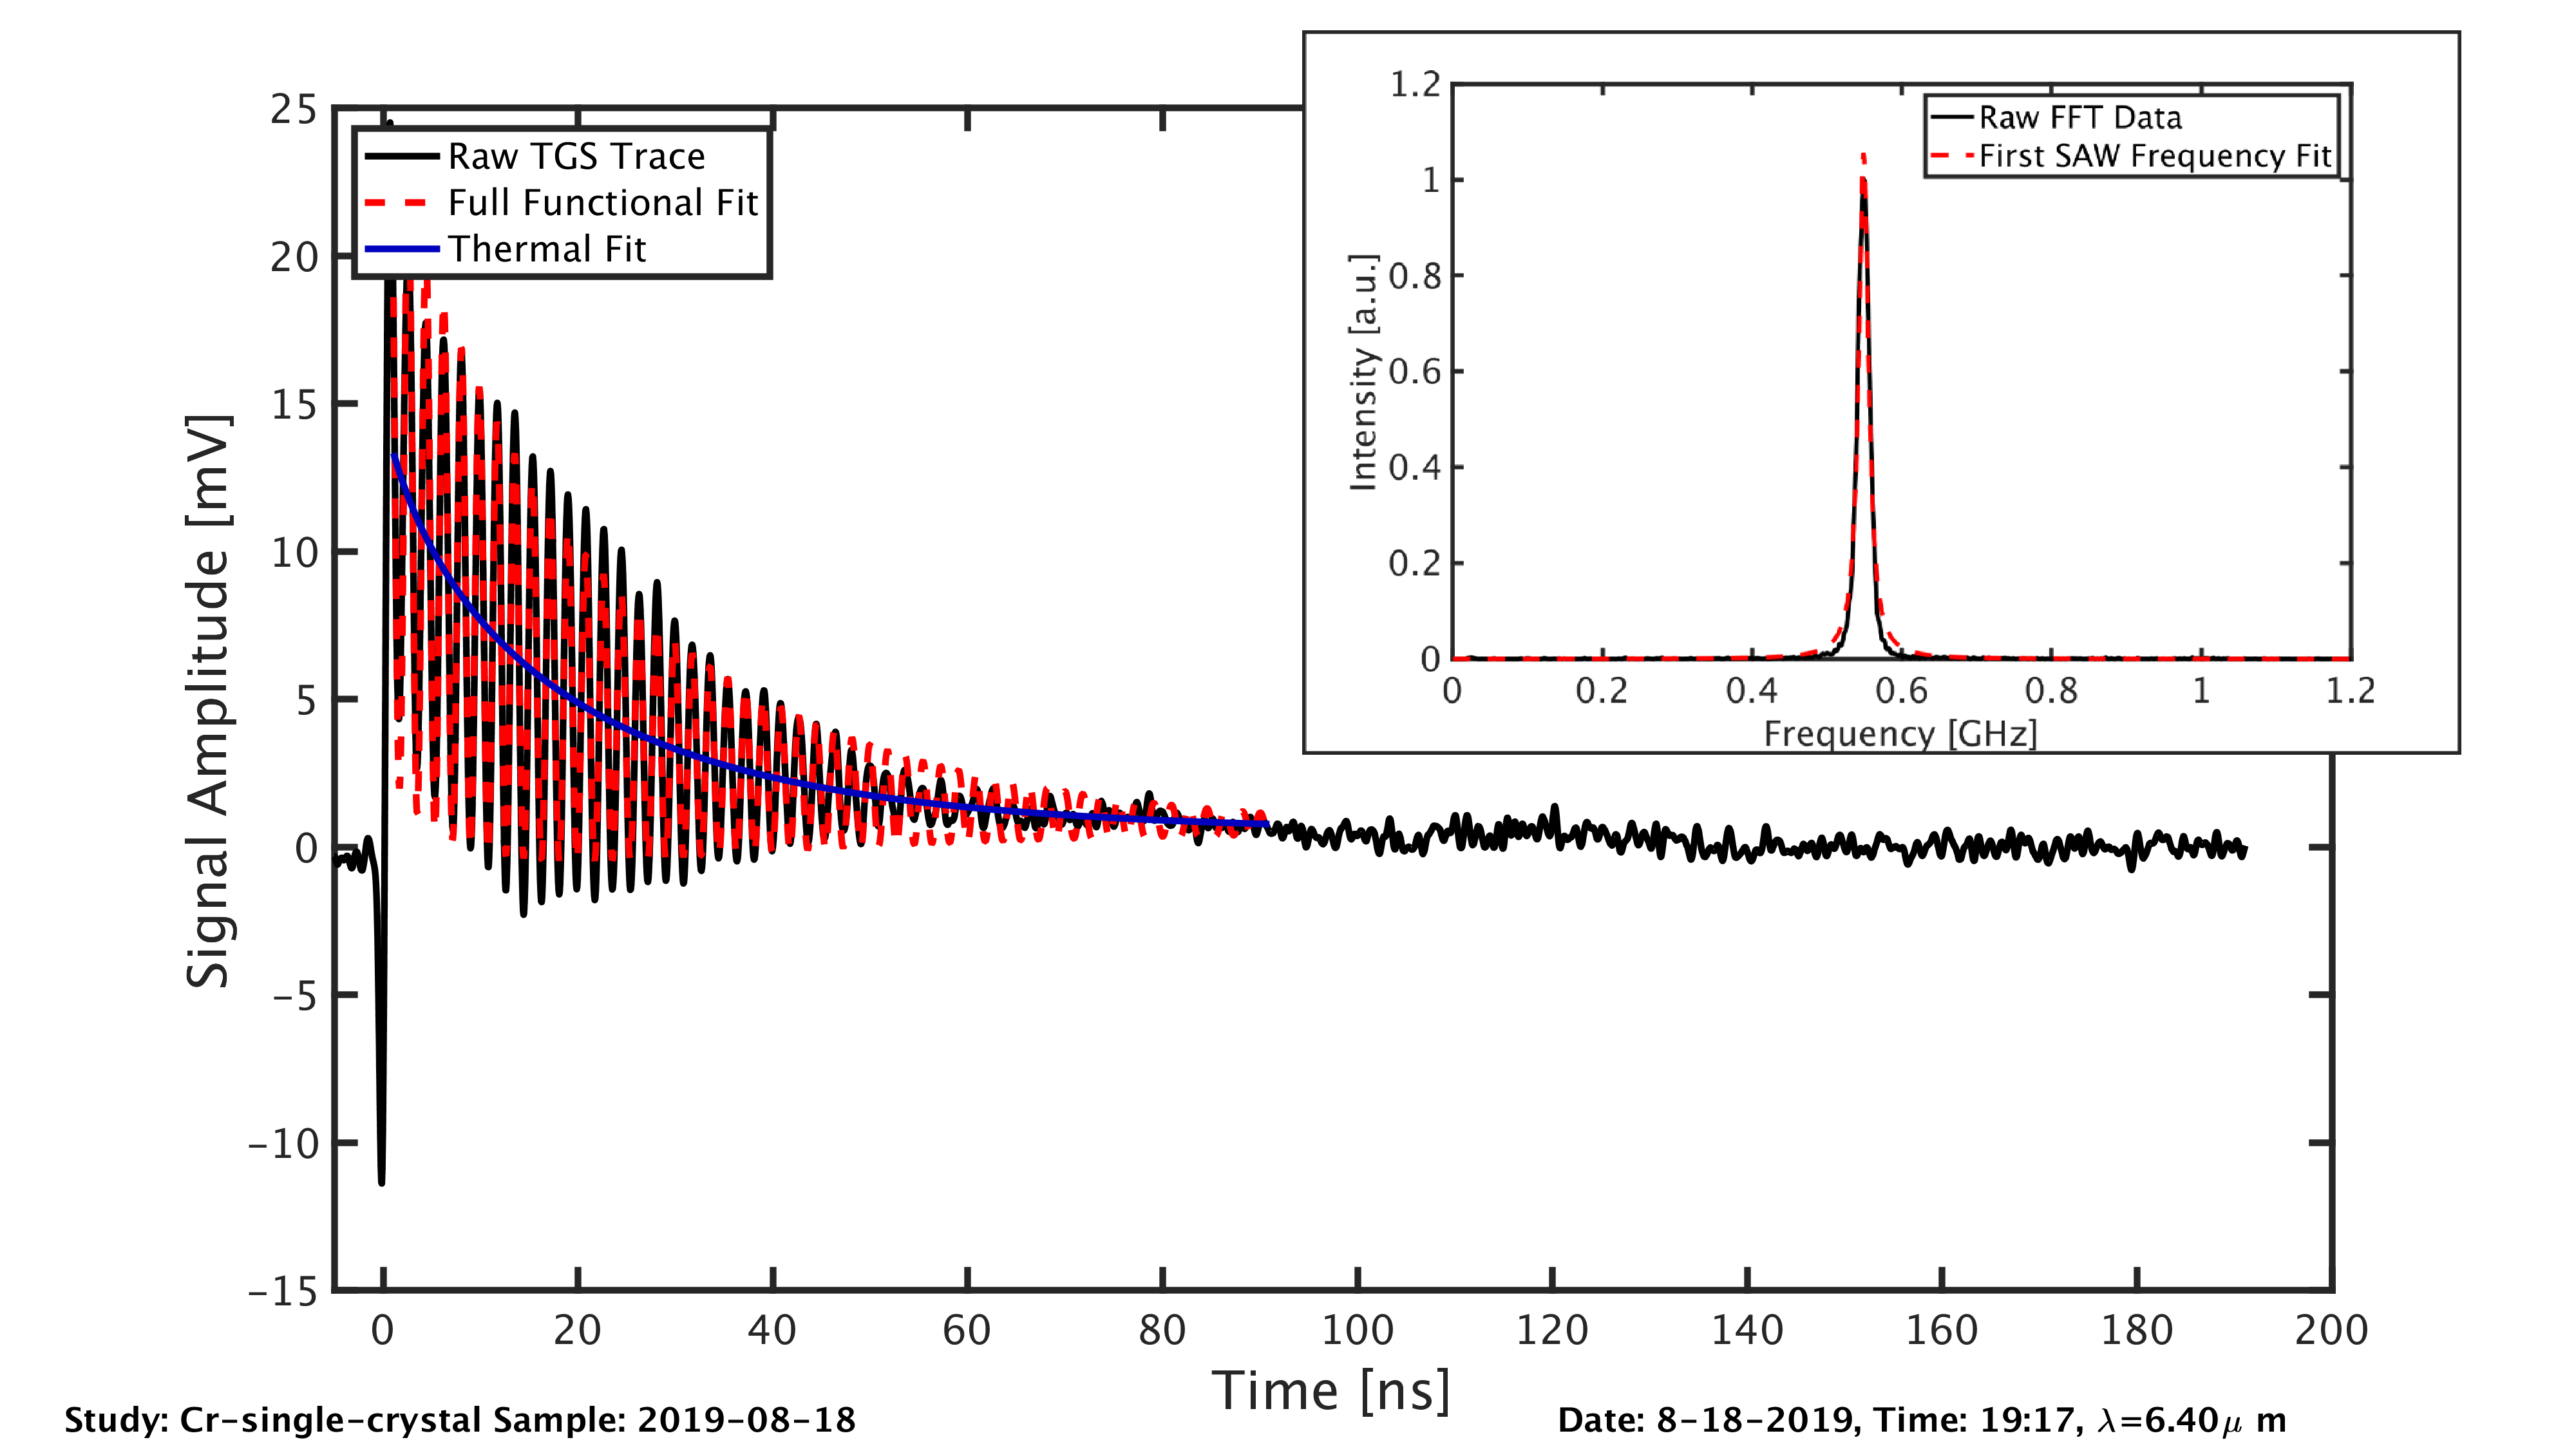 1.2
1
0.8
0.6
0.4
0.2
0
Intensity [a.u.]
Raw FFT Data
First SAW Frequency Fit
0 0.2 0.4 0.6 0.8 1 1.2
Frequency [GHz]
25
20
15
10
5
0
−5
−10
−15
Signal Amplitude [mV]
Raw TGS Trace
Full Functional Fit
Thermal Fit
0 20 40 60 80 100 120 140 160 180 200
Time [ns]
Study: Cr-single-crystal Sample: 2019-08-18
Date: 8-18-2019, Time: 19:17, λ=6.40μ m